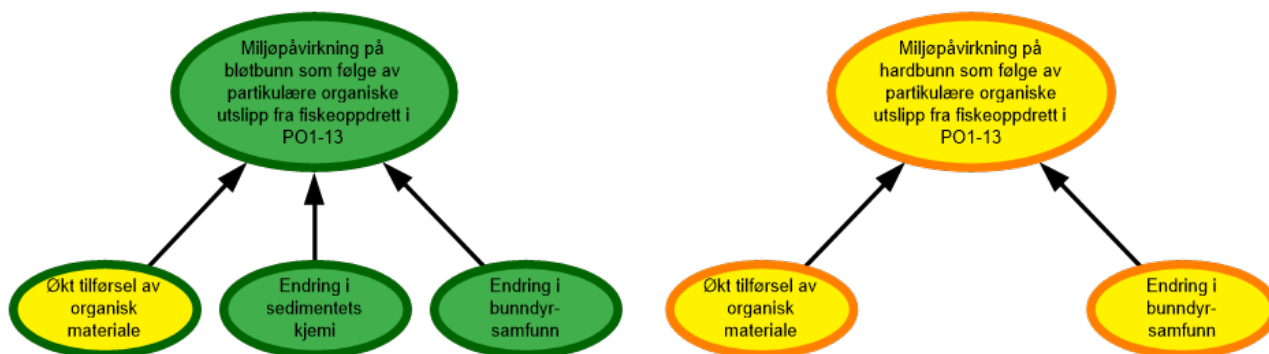 Miljøpåvirkning på
bløtbunn som følge av
partikulære organiske
utslipp fra fiskeoppdrett i
PO1-13
Miljøpåvirkning på
hardbunn som følge av
partikulære organiske
utslipp fra fiskeoppdrett i
PO1-13
Økt tilførsel av
organisk
materiale
Endring i
sedimentets
kjemi
Endring i
bunndyr-
samfunn
Økt tilførsel av
organisk
materiale
Endring i
bunndyr-
samfunn